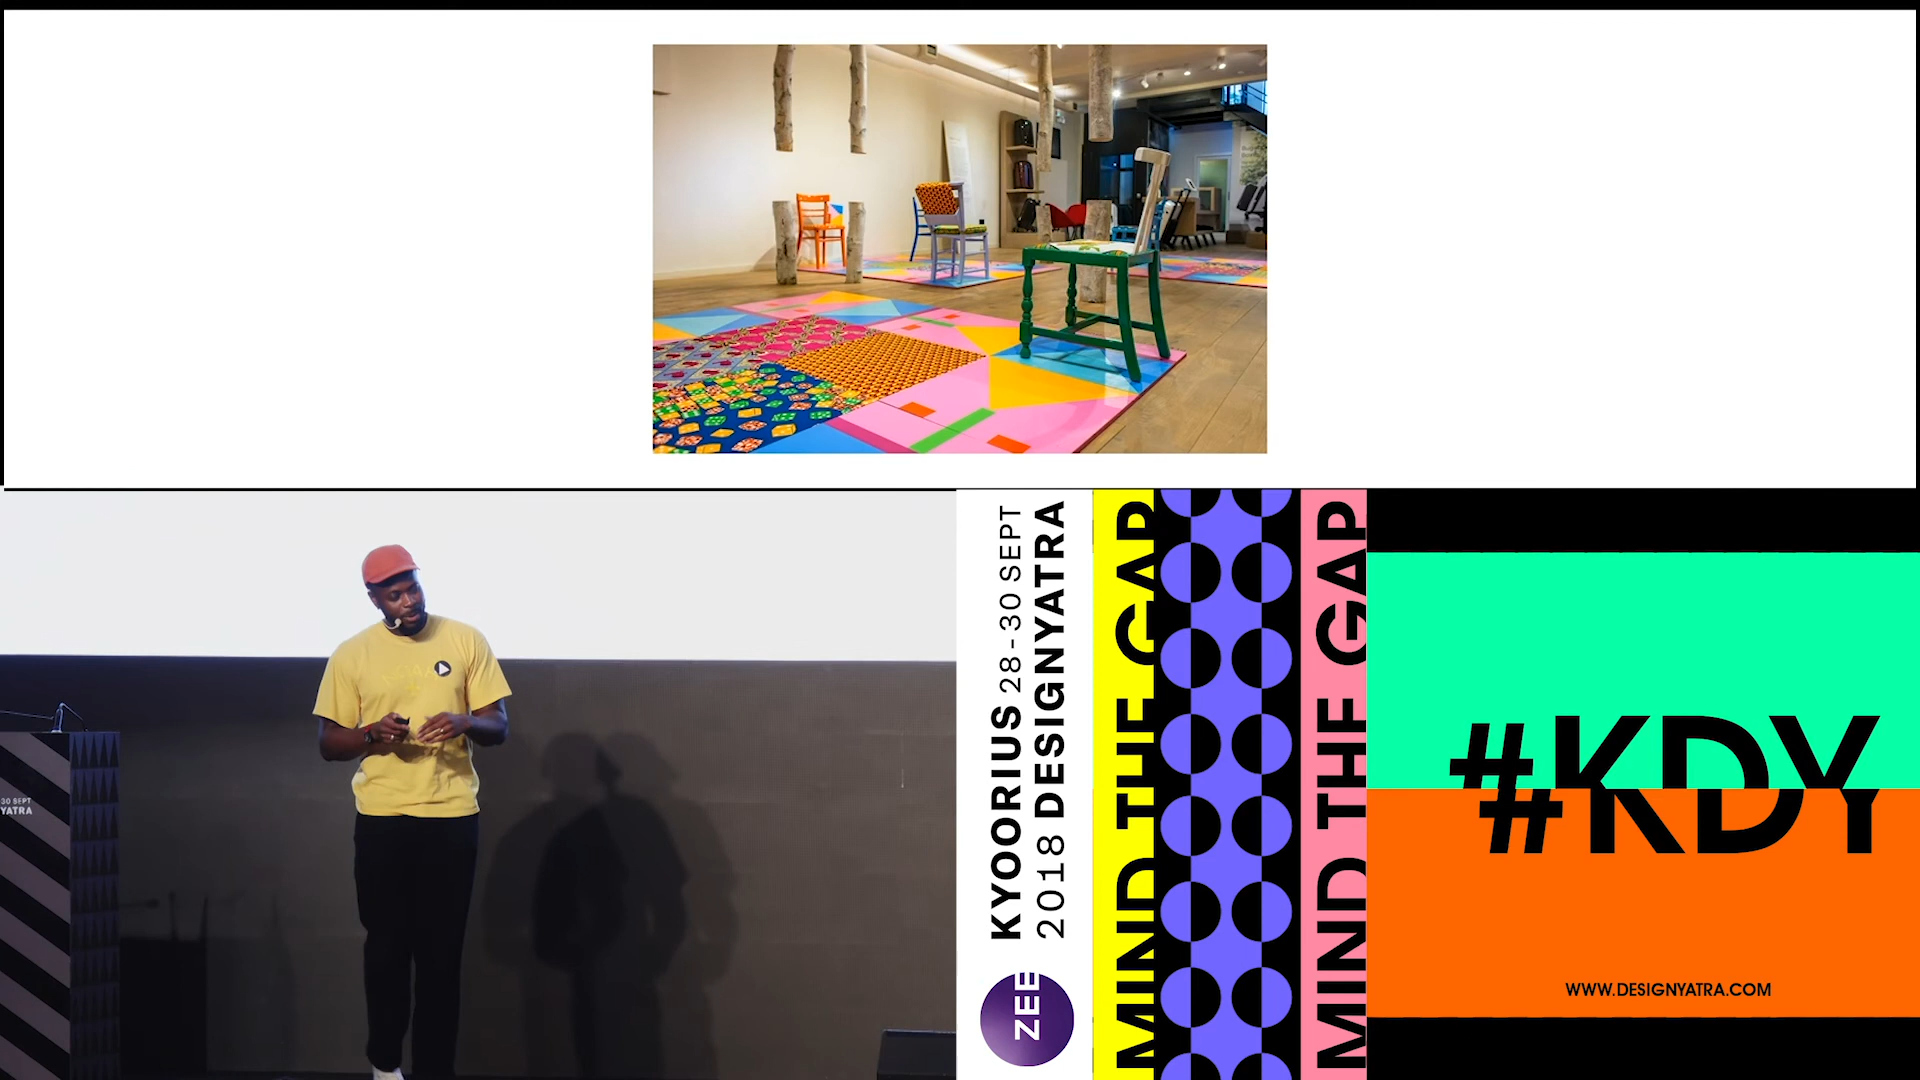 30 SEPT
YATRA
KYOORIUS 28-30 SEPT
2018 DESIGNYATRA
ZEE
MIND THE GAP
MIND THE GAP
#KDY
#KDY
WWW.DESIGNYATRA.COM